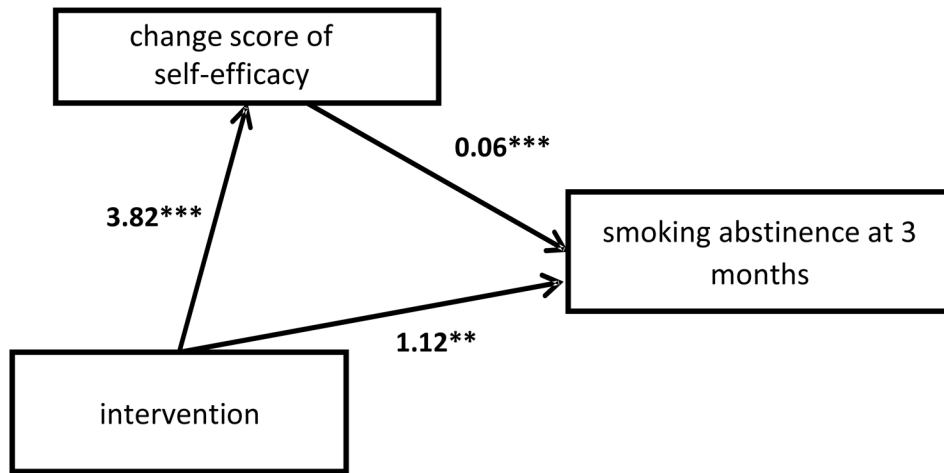 change score of
self-efficacy
0.06***
3.82***
smoking abstinence at 3
months
1.12**
intervention